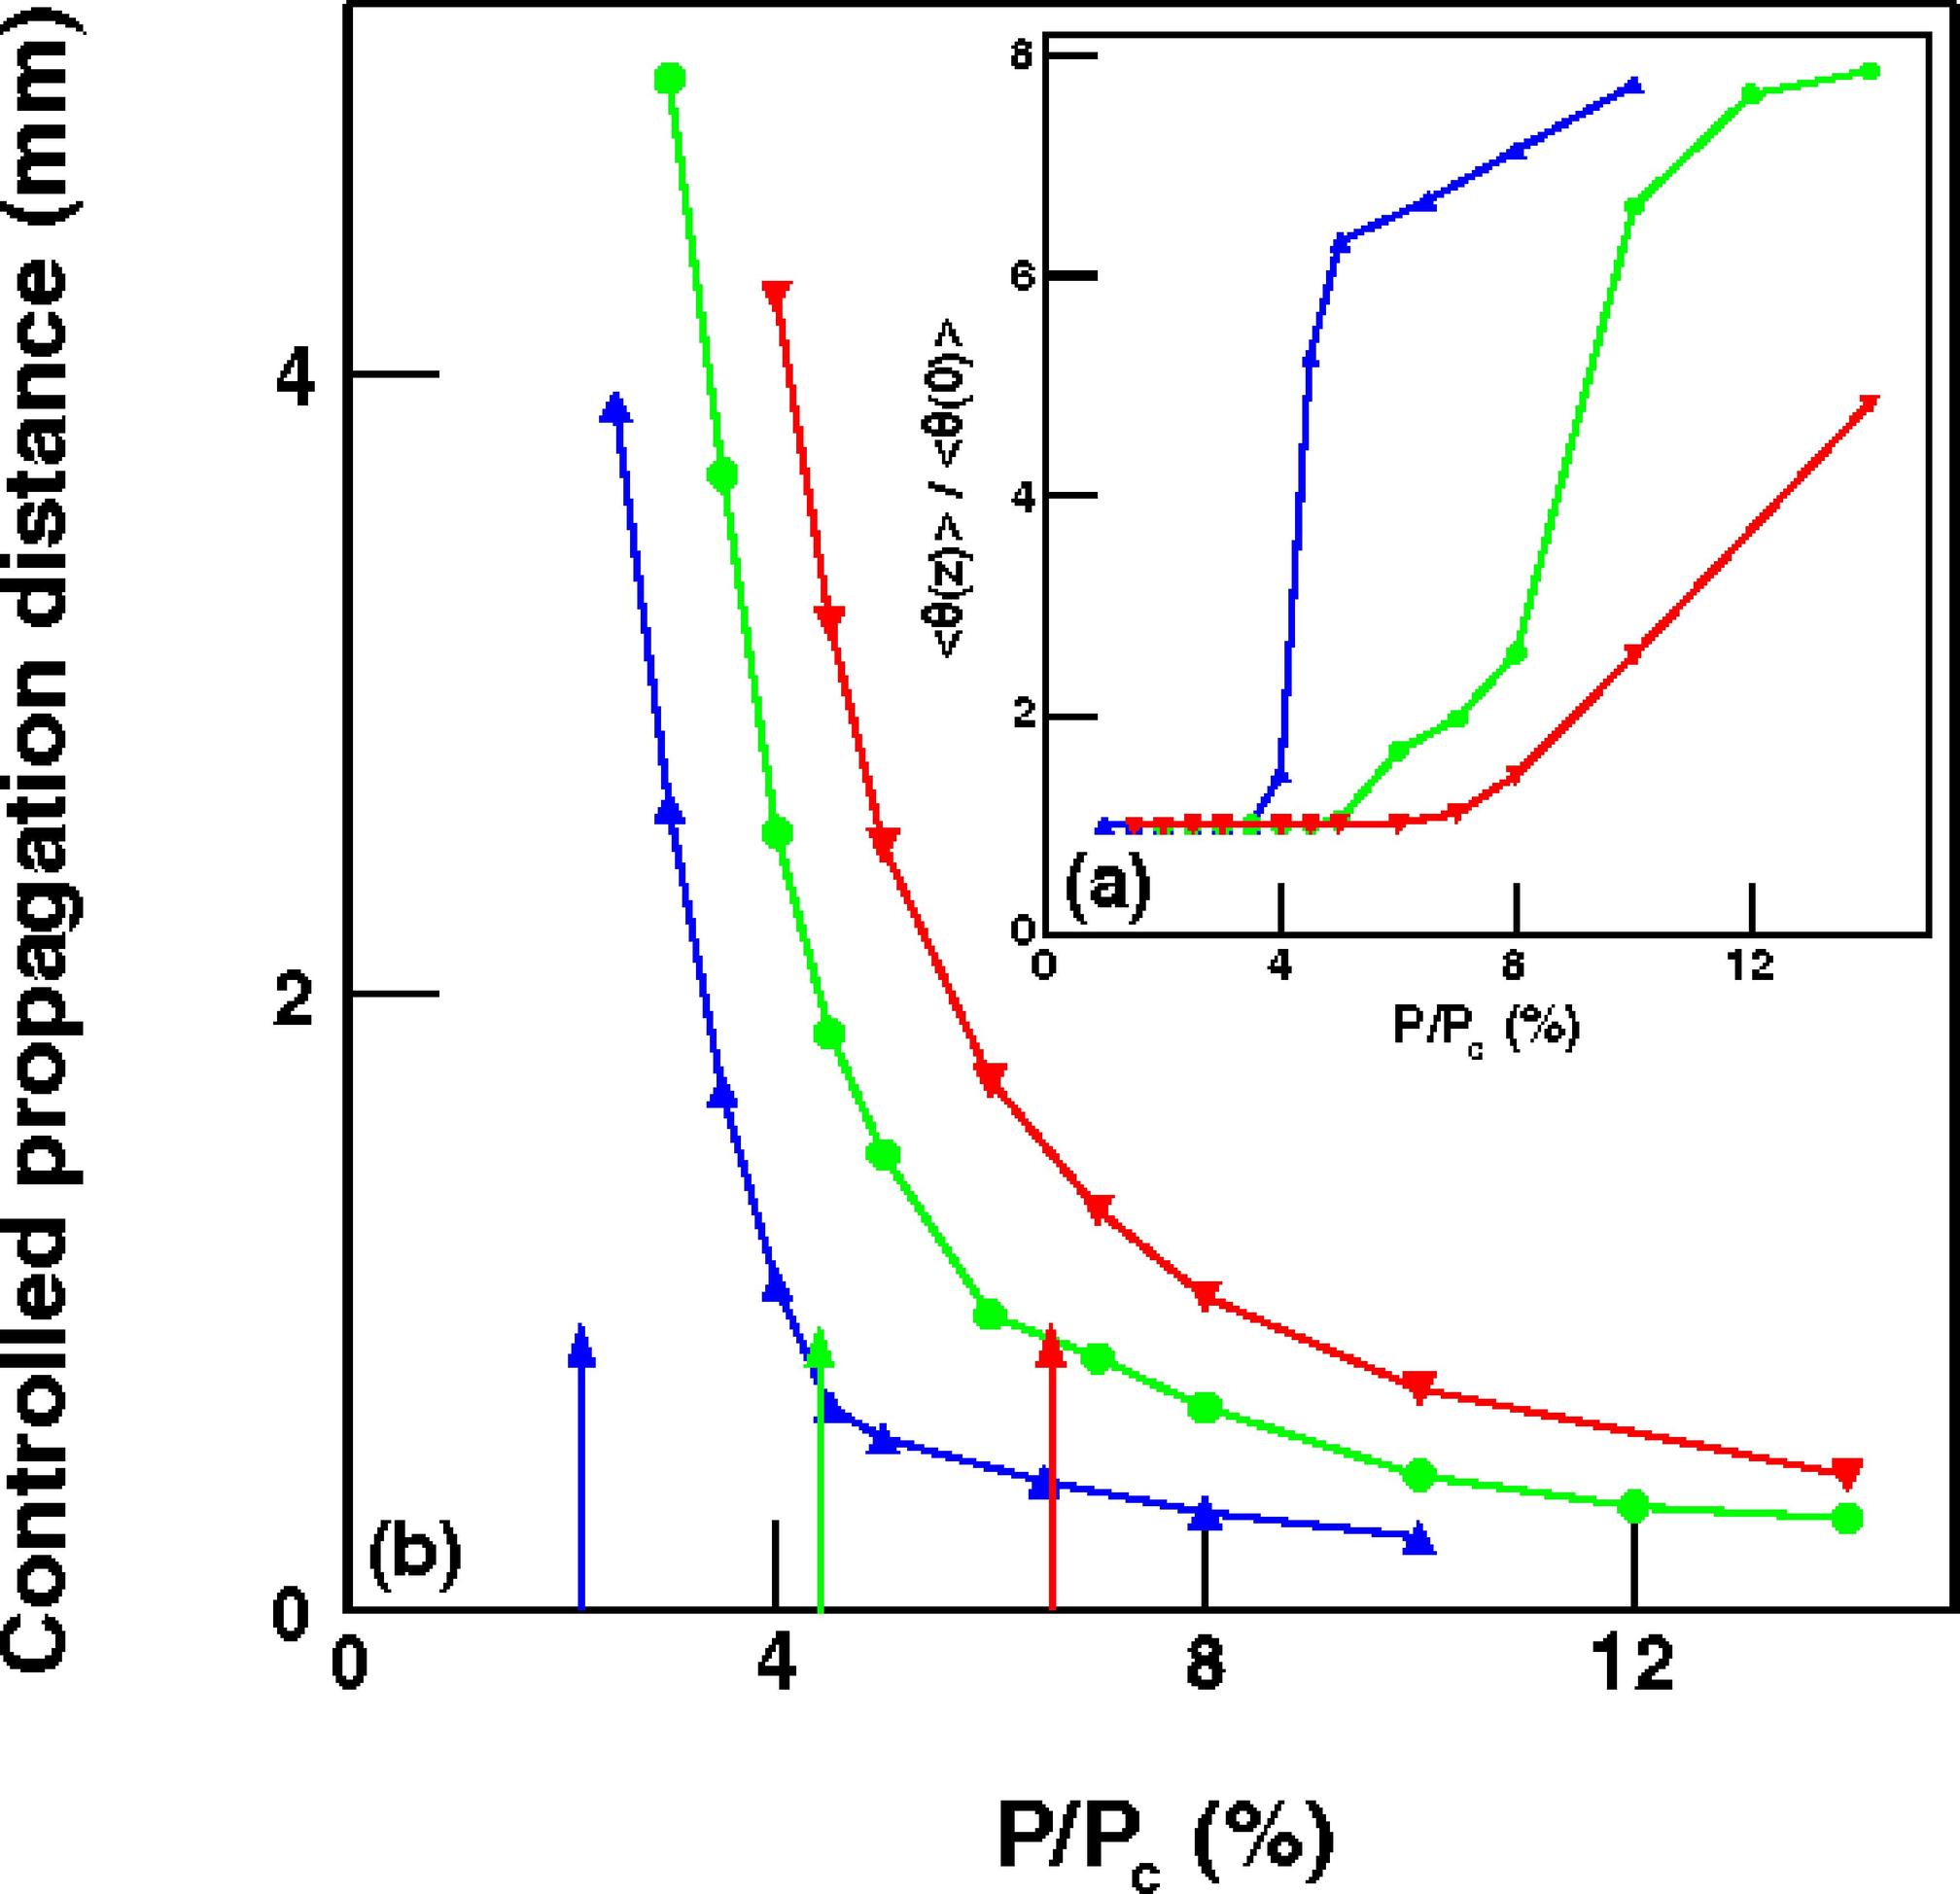 Controlled propagation distance (mm)
4
2
0
0 4 8 12
P/Pc (%)
(b)
<θ(z)> / <θ(0)>
8
6
4
2
0
0 4 8 12
P/Pc (%)
(a)